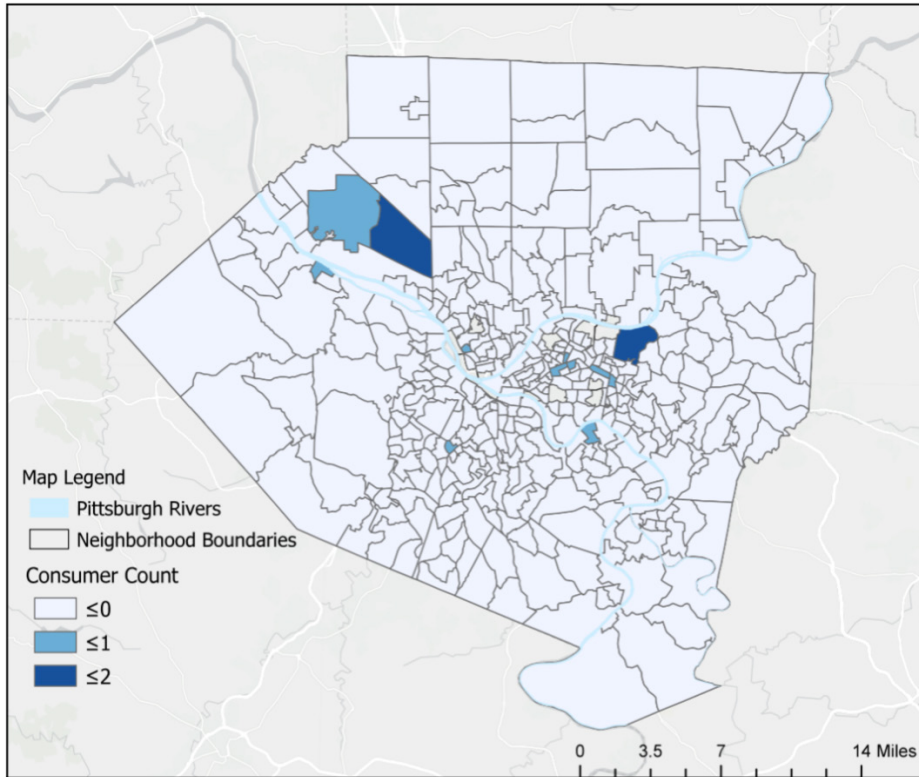 Map Legend
Pittsburgh Rivers
Neighborhood Boundaries
Consumer Count
≤0
≤1
≤2
0 3.5 7 14 Miles